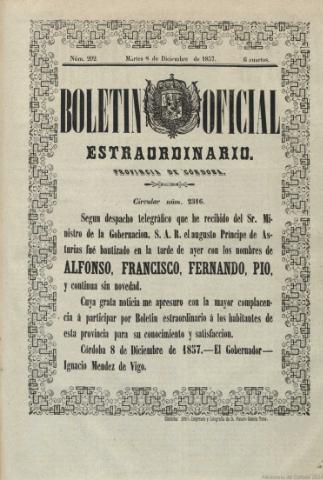 Núm. 292 Martes 8 de Diciembre de 1857. 6 cuartos.
BOLETIN OFICIAL
ESTRAORDINARIO.
PROVINCIA DE CÓRDOBA.
Circular núm. 2316.
Segun despacho telegráfico que he recibido del Sr. Mi-
nistro de la Gobernacion. S. A. R. el augusto Principe de As-
turias fué bautizado en la tarde de ayer con los nombres de
ALFONSO, FRANCISCO, FERNANDO, PIO,
y continua sin novedad.
Cuya grata noticia me apresuro con la mayor complacen-
cia á participar por Boletin estraordinario á los habitantes de
esta provincia para su conocimiento y satisfaccion.
Córdoba 8 de Diciembre de 1857.—El Gobernador—
Ignacio Mendez de Vigo.